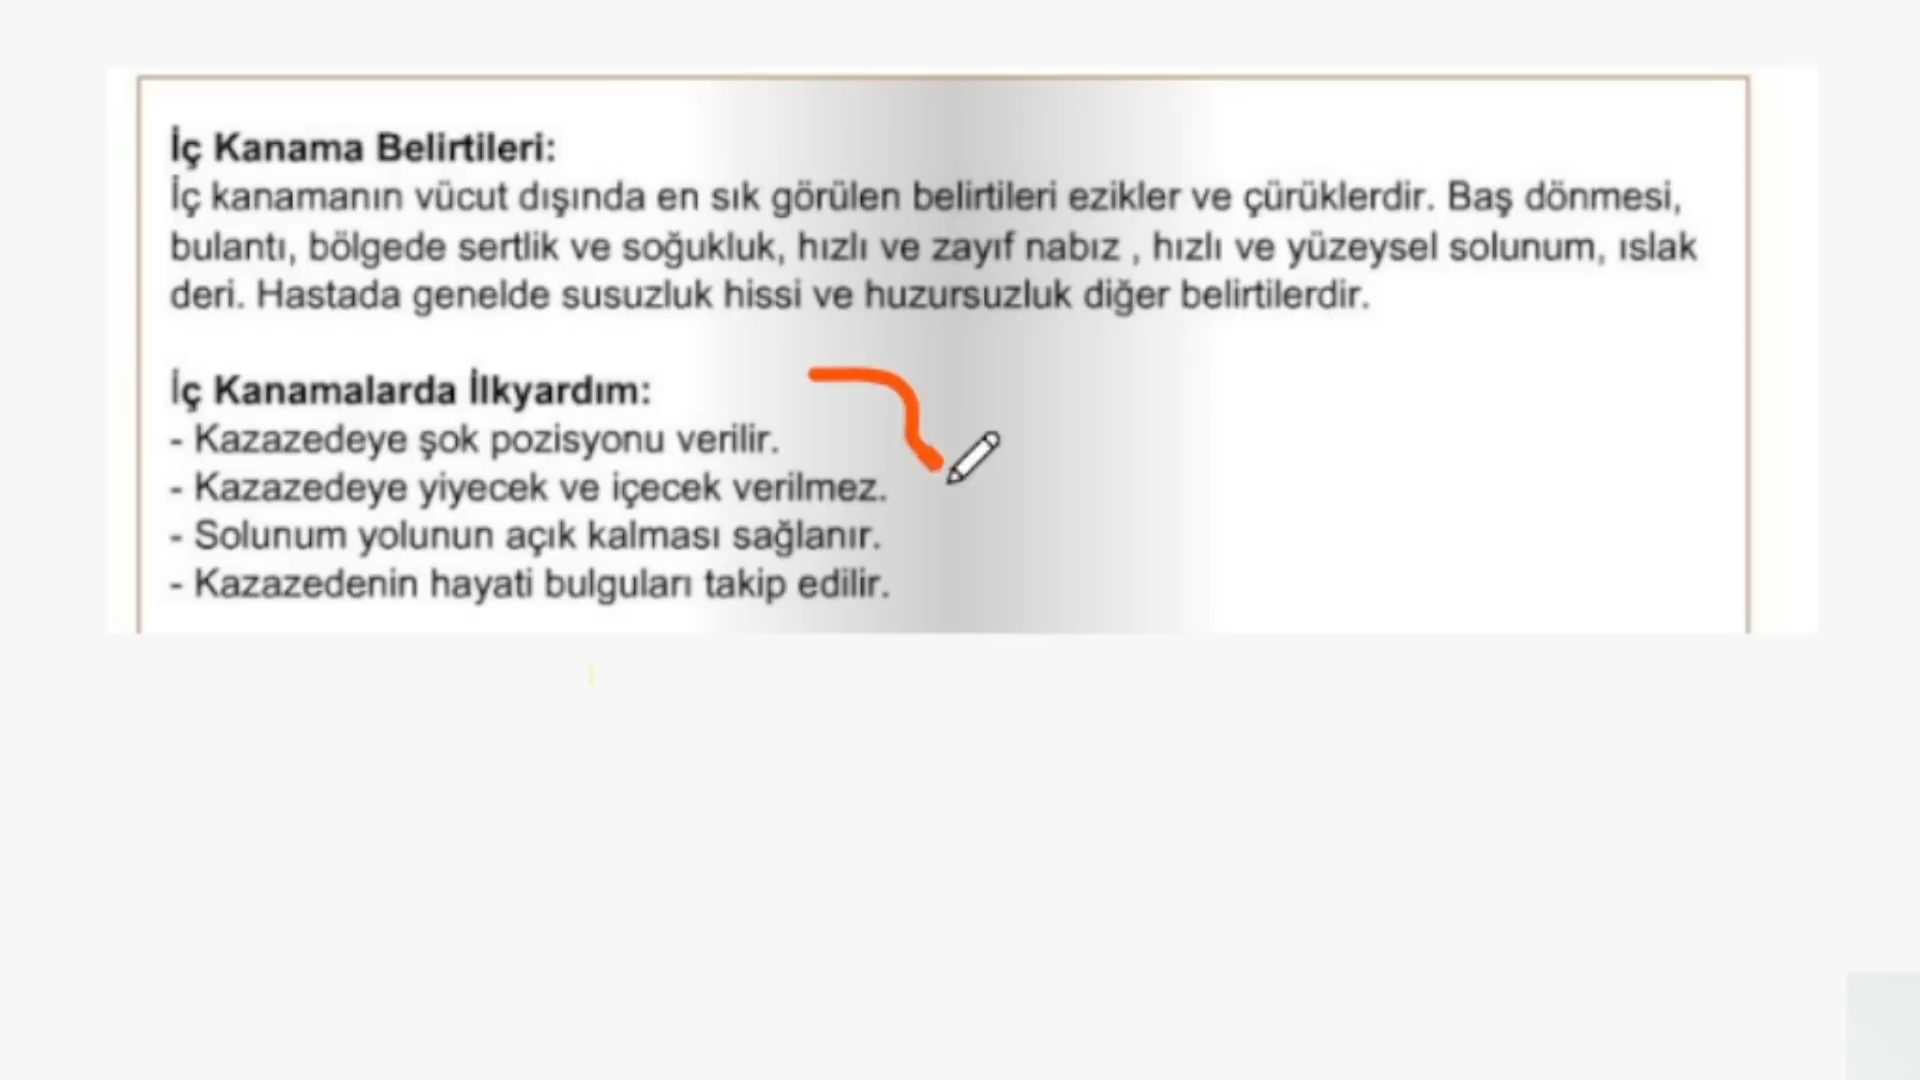 İç Kanama Belirtileri:
İç kanamanın vücut dışında en sık görülen belirtileri ezikler ve çürüklerdir. Baş dönmesi,
bulantı, bölgede sertlik ve soğukluk, hızlı ve zayıf nabız , hızlı ve yüzeysel solunum, ıslak
deri. Hastada genelde susuzluk hissi ve huzursuzluk diğer belirtilerdir.
İç Kanamalarda İlkyardım:
- Kazazedeye şok pozisyonu verilir.
- Kazazedeye yiyecek ve içecek verilmez.
- Solunum yolunun açık kalması sağlanır.
- Kazazedenin hayati bulguları takip edilir.